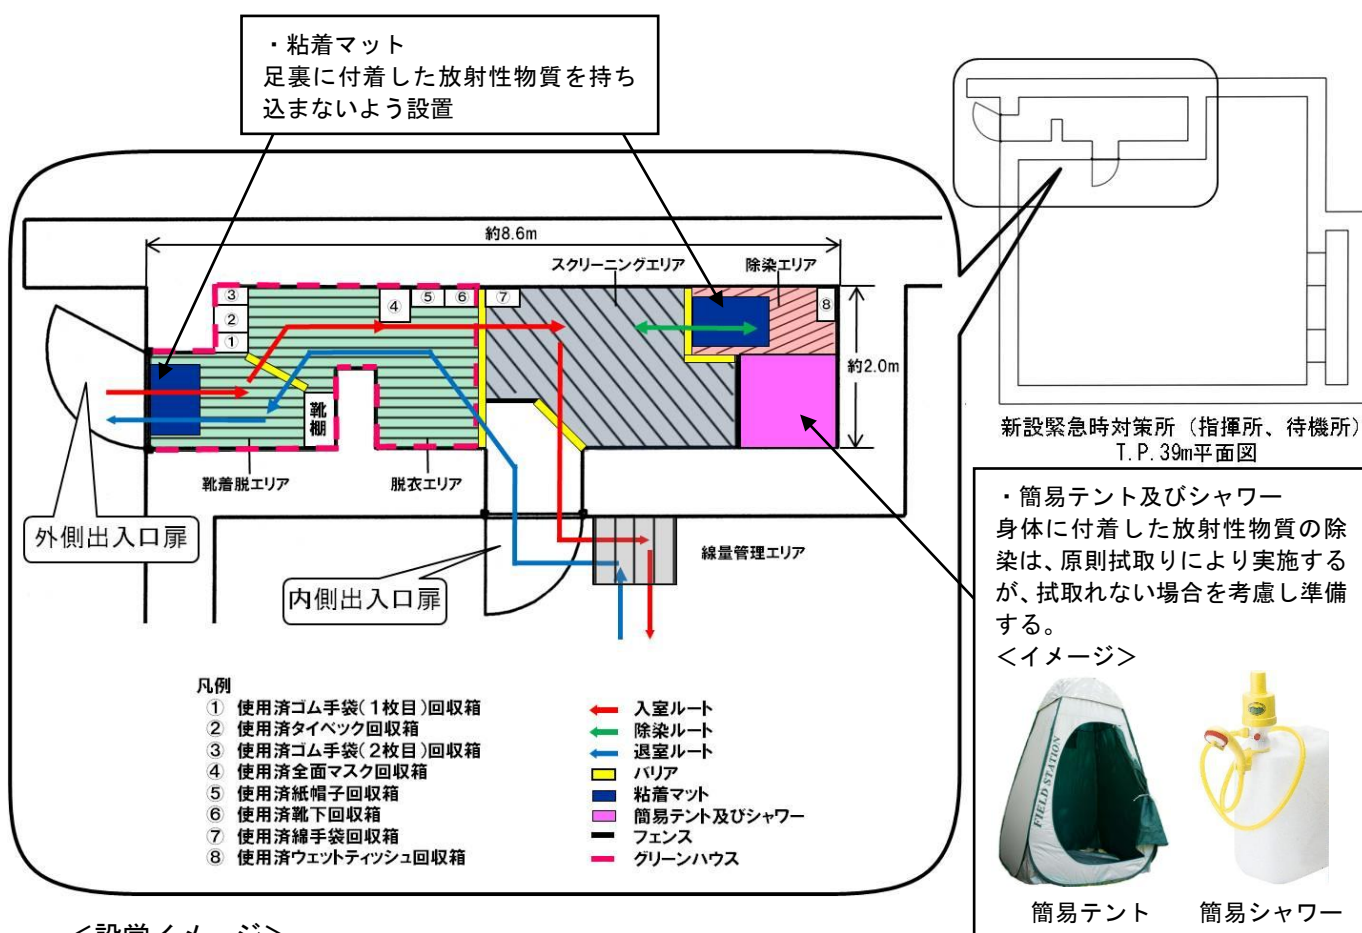 ・粘着マット
足裏に付着した放射性物質を持ち
込まないよう設置
約8.6m
スクリーニングエリア
除染エリア
③
②
①
④
⑤
⑥
⑦
⑧
約2.0m
靴棚
靴着脱エリア
脱衣エリア
外側出入口扉
内側出入口扉
線量管理エリア
新設緊急時対策所（指揮所、待機所）
T.P.39m平面図
・簡易テント及びシャワー
身体に付着した放射性物質の除
染は、原則拭取りにより実施する
が、拭取れない場合を考慮し準備
する。
＜イメージ＞
FIELD STATION
簡易テント
簡易シャワー
凡例
① 使用済ゴム手袋（1枚目）回収箱
② 使用済タイベック回収箱
③ 使用済ゴム手袋（2枚目）回収箱
④ 使用済全面マスク回収箱
⑤ 使用済紙帽子回収箱
⑥ 使用済靴下回収箱
⑦ 使用済綿手袋回収箱
⑧ 使用済ウェットティッシュ回収箱
入室ルート
除染ルート
退室ルート
バリア
粘着マット
簡易テント及びシャワー
フェンス
グリーンハウス
＜設営イメージ＞